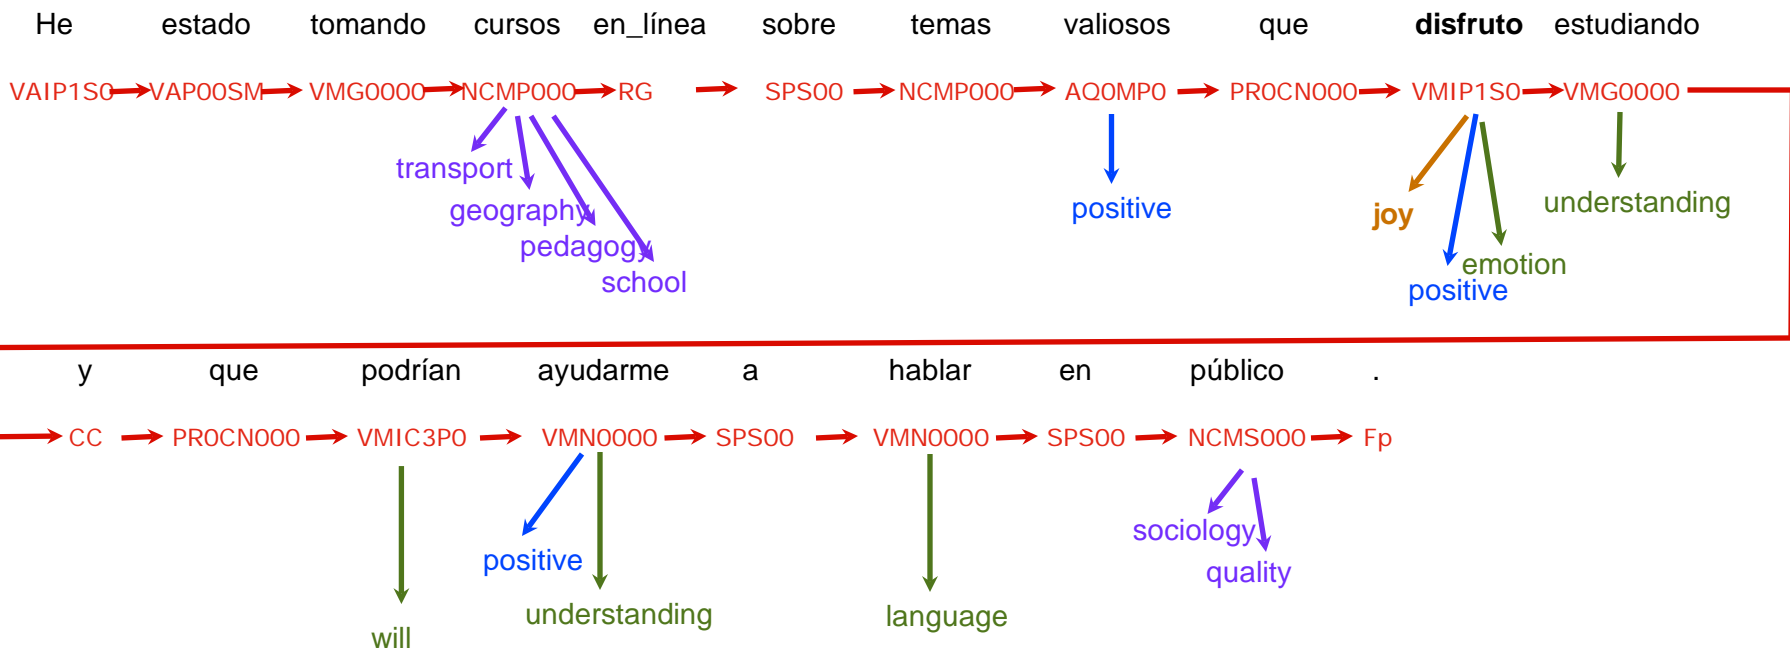 He estado tomando cursos en_línea sobre temas valiosos que disfruto estudiando
VAIP1S0 VAP00SM VMG0000 NCMP000 RG SPS00 NCMP000 AQ0MP0 PR0CN000 VMIP1S0 VMG0000
transport
geography
pedagogy
school
positive
joy
positive
emotion
understanding
y que podrían ayudarme a hablar en público .
CC PR0CN000 VMIC3P0 VMN0000 SPS00 VMN0000 SPS00 NCMS000 Fp
will
positive
understanding
language
sociology
quality